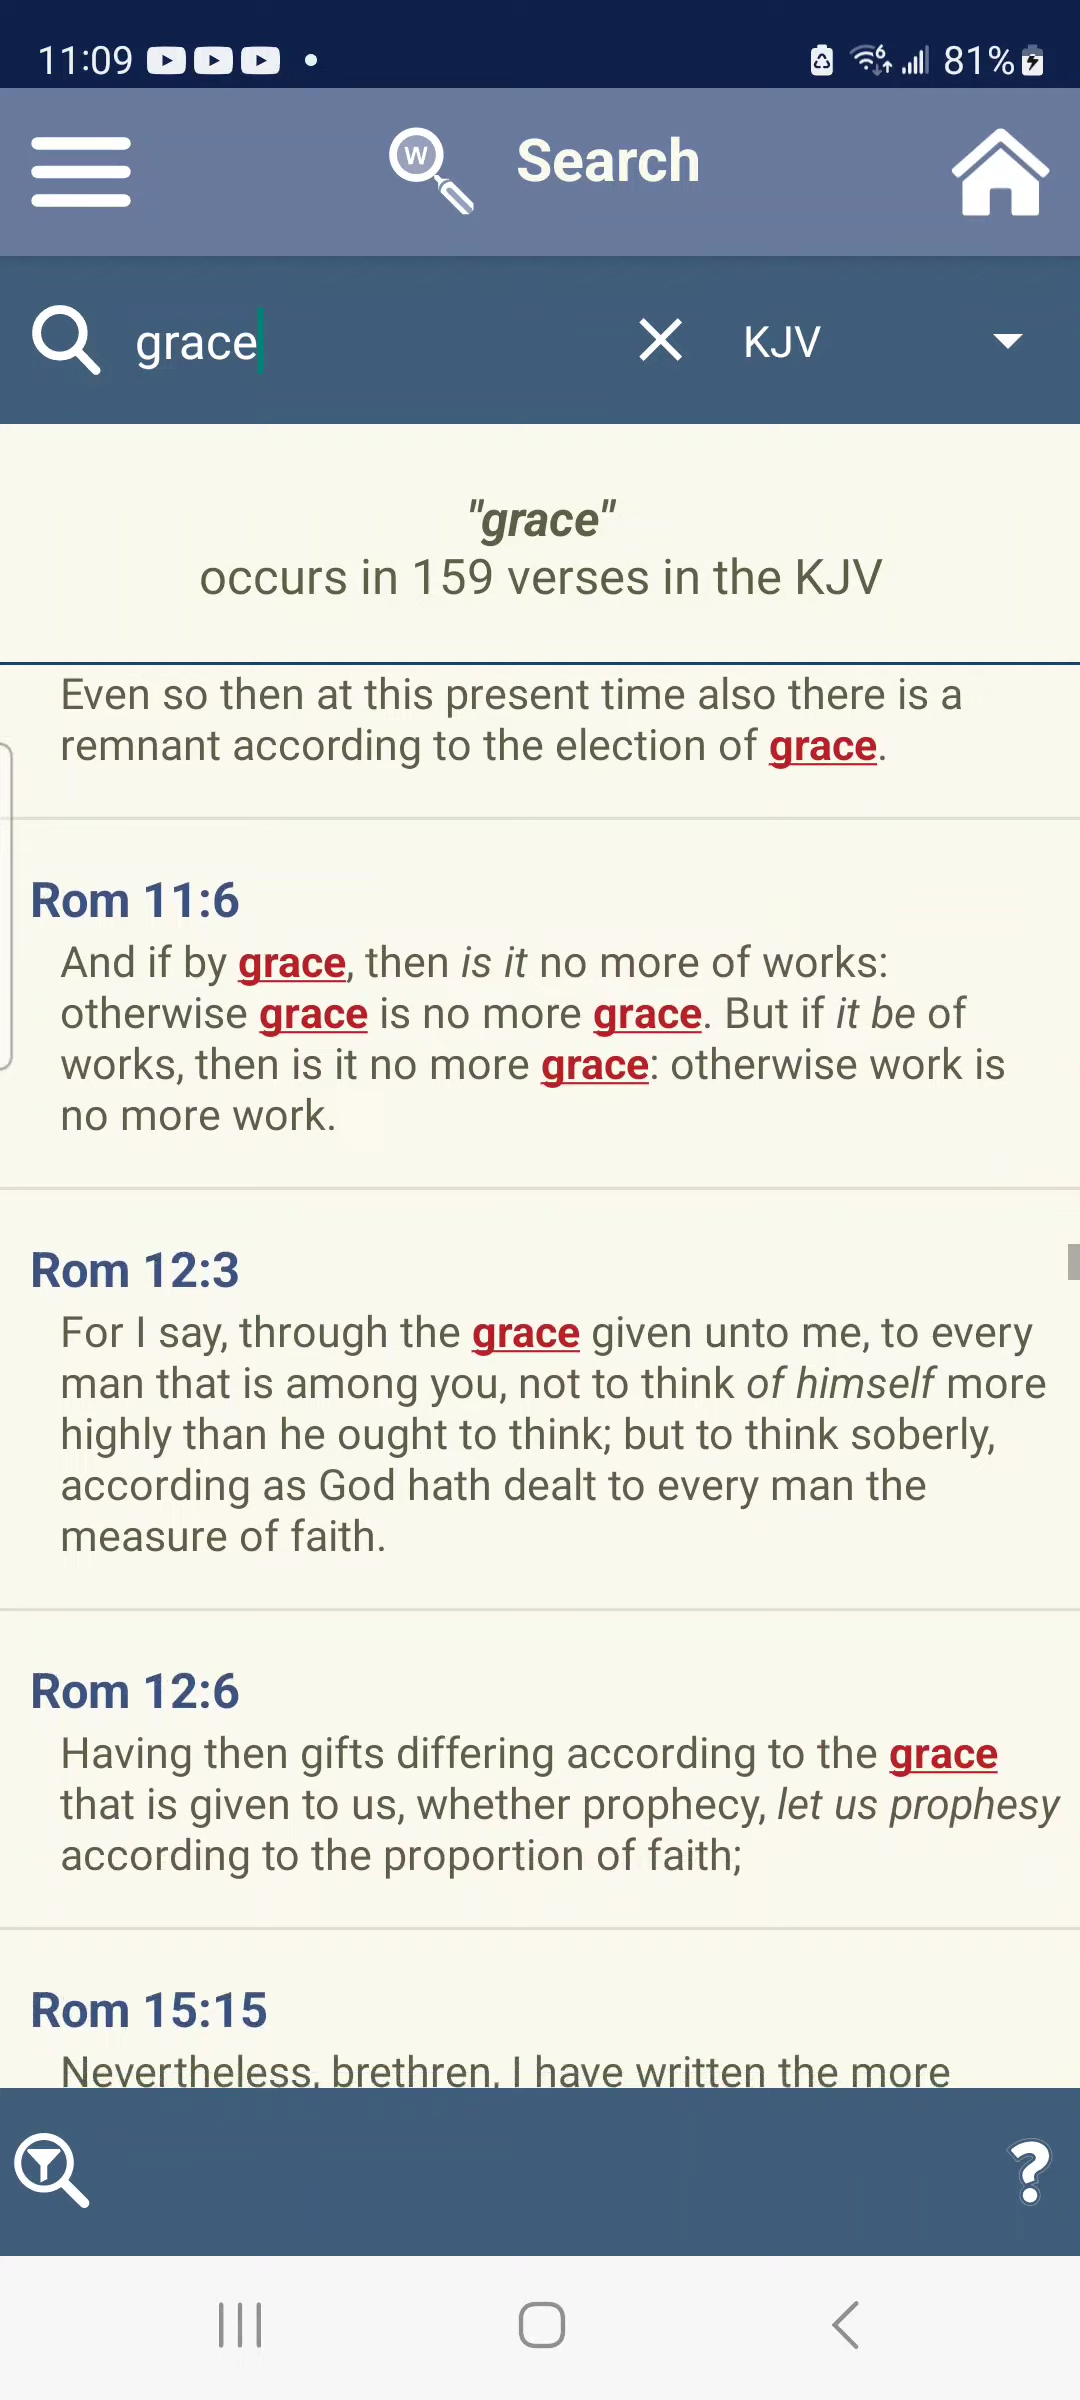 11:09 81%
W Search
grace KJV
"grace"
occurs in 159 verses in the KJV
Even so then at this present time also there is a
remnant according to the election of grace.
Rom 11:6
And if by grace, then is it no more of works:
otherwise grace is no more grace. But if it be of
works, then is it no more grace: otherwise work is
no more work.
Rom 12:3
For I say, through the grace given unto me, to every
man that is among you, not to think of himself more
highly than he ought to think; but to think soberly,
according as God hath dealt to every man the
measure of faith.
Rom 12:6
Having then gifts differing according to the grace
that is given to us, whether prophecy, let us prophesy
according to the proportion of faith;
Rom 15:15
Nevertheless, brethren, I have written the more
?